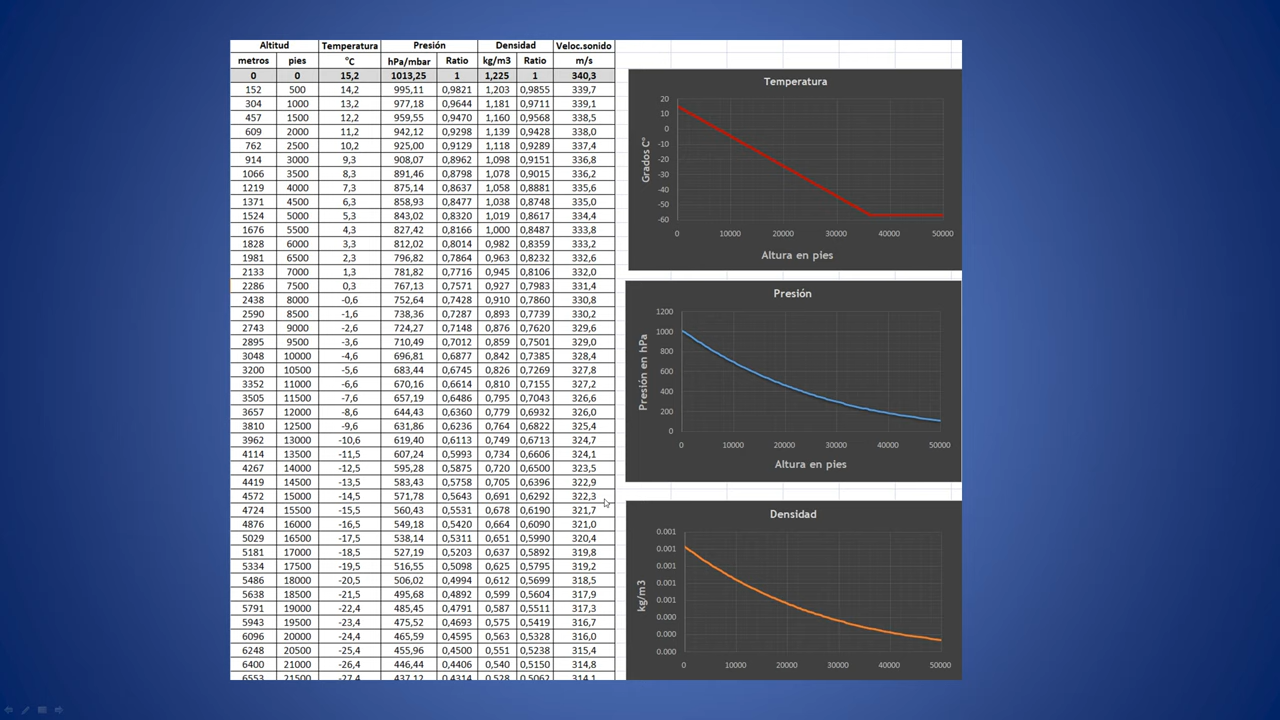 Altitud Temperatura Presión Densidad Veloc.sonido
metros pies °C hPa/mbar Ratio kg/m3 Ratio m/s
0 0 15,2 1013,25 1 1,225 1 340,3
152 500 14,2 995,11 0,9821 1,203 0,9855 339,7
304 1000 13,2 977,18 0,9644 1,181 0,9711 339,1
457 1500 12,2 959,55 0,9470 1,160 0,9568 338,5
609 2000 11,2 942,12 0,9298 1,139 0,9428 338,0
762 2500 10,2 925,00 0,9129 1,118 0,9289 337,4
914 3000 9,3 908,07 0,8962 1,098 0,9151 336,8
1066 3500 8,3 891,46 0,8798 1,078 0,9015 336,2
1219 4000 7,3 875,14 0,8637 1,058 0,8881 335,6
1371 4500 6,3 858,93 0,8477 1,038 0,8748 335,0
1524 5000 5,3 843,02 0,8320 1,019 0,8617 334,4
1676 5500 4,3 827,42 0,8166 1,000 0,8487 333,8
1828 6000 3,3 812,02 0,8014 0,982 0,8359 333,2
1981 6500 2,3 796,82 0,7864 0,963 0,8232 332,6
2133 7000 1,3 781,82 0,7716 0,945 0,8106 332,0
2286 7500 0,3 767,13 0,7571 0,927 0,7983 331,4
2438 8000 -0,6 752,64 0,7428 0,910 0,7860 330,8
2590 8500 -1,6 738,36 0,7287 0,893 0,7739 330,2
2743 9000 -2,6 724,27 0,7148 0,876 0,7620 329,6
2895 9500 -3,6 710,49 0,7012 0,859 0,7501 329,0
3048 10000 -4,6 696,81 0,6877 0,842 0,7385 328,4
3200 10500 -5,6 683,44 0,6745 0,826 0,7269 327,8
3352 11000 -6,6 670,16 0,6614 0,810 0,7155 327,2
3505 11500 -7,6 657,19 0,6486 0,795 0,7043 326,6
3657 12000 -8,6 644,43 0,6360 0,779 0,6932 326,0
3810 12500 -9,6 631,86 0,6236 0,764 0,6822 325,4
3962 13000 -10,6 619,40 0,6113 0,749 0,6713 324,7
4114 13500 -11,5 607,24 0,5993 0,734 0,6606 324,1
4267 14000 -12,5 595,28 0,5875 0,720 0,6500 323,5
4419 14500 -13,5 583,43 0,5758 0,705 0,6396 322,9
4572 15000 -14,5 571,78 0,5643 0,691 0,6292 322,3
4724 15500 -15,5 560,43 0,5531 0,678 0,6190 321,7
4876 16000 -16,5 549,18 0,5420 0,664 0,6090 321,0
5029 16500 -17,5 538,14 0,5311 0,651 0,5990 320,4
5181 17000 -18,5 527,19 0,5203 0,637 0,5892 319,8
5334 17500 -19,5 516,55 0,5098 0,625 0,5795 319,2
5486 18000 -20,5 506,02 0,4994 0,612 0,5699 318,5
5638 18500 -21,5 495,68 0,4892 0,599 0,5604 317,9
5791 19000 -22,4 485,45 0,4791 0,587 0,5511 317,3
5943 19500 -23,4 475,52 0,4693 0,575 0,5419 316,7
6096 20000 -24,4 465,59 0,4595 0,563 0,5328 316,0
6248 20500 -25,4 455,96 0,4500 0,551 0,5238 315,4
6400 21000 -26,4 446,44 0,4406 0,540 0,5150 314,8
6553 21500 -27,4 437,12 0,4314 0,528 0,5062 314,1
Temperatura
Grados C°
20
10
0
-10
-20
-30
-40
-50
-60
0 10000 20000 30000 40000 50000
Altura en pies
Presión
Presión en hPa
1200
1000
800
600
400
200
0
0 10000 20000 30000 40000 50000
Altura en pies
Densidad
kg/m3
0.001
0.001
0.001
0.001
0.001
0.000
0.000
0.000
0 10000 20000 30000 40000 50000